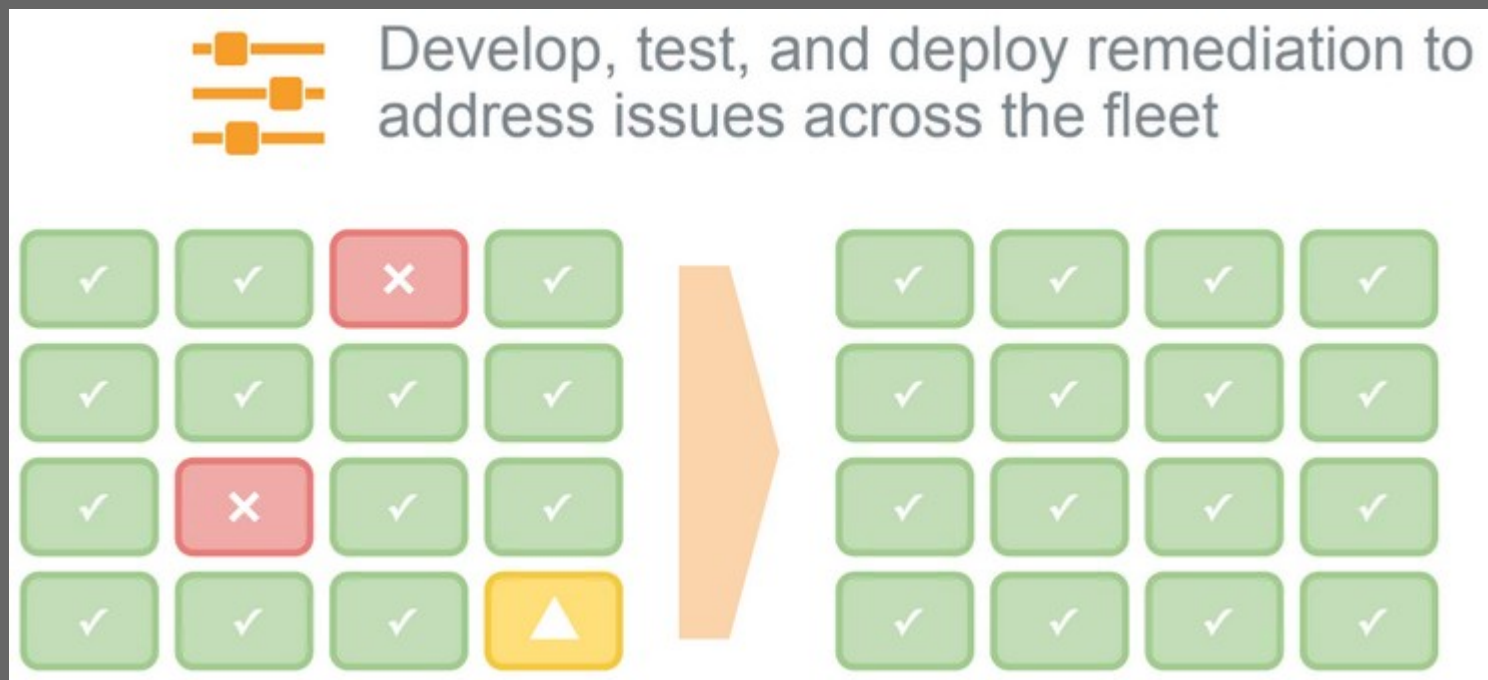 Develop, test, and deploy remediation to
address issues across the fleet